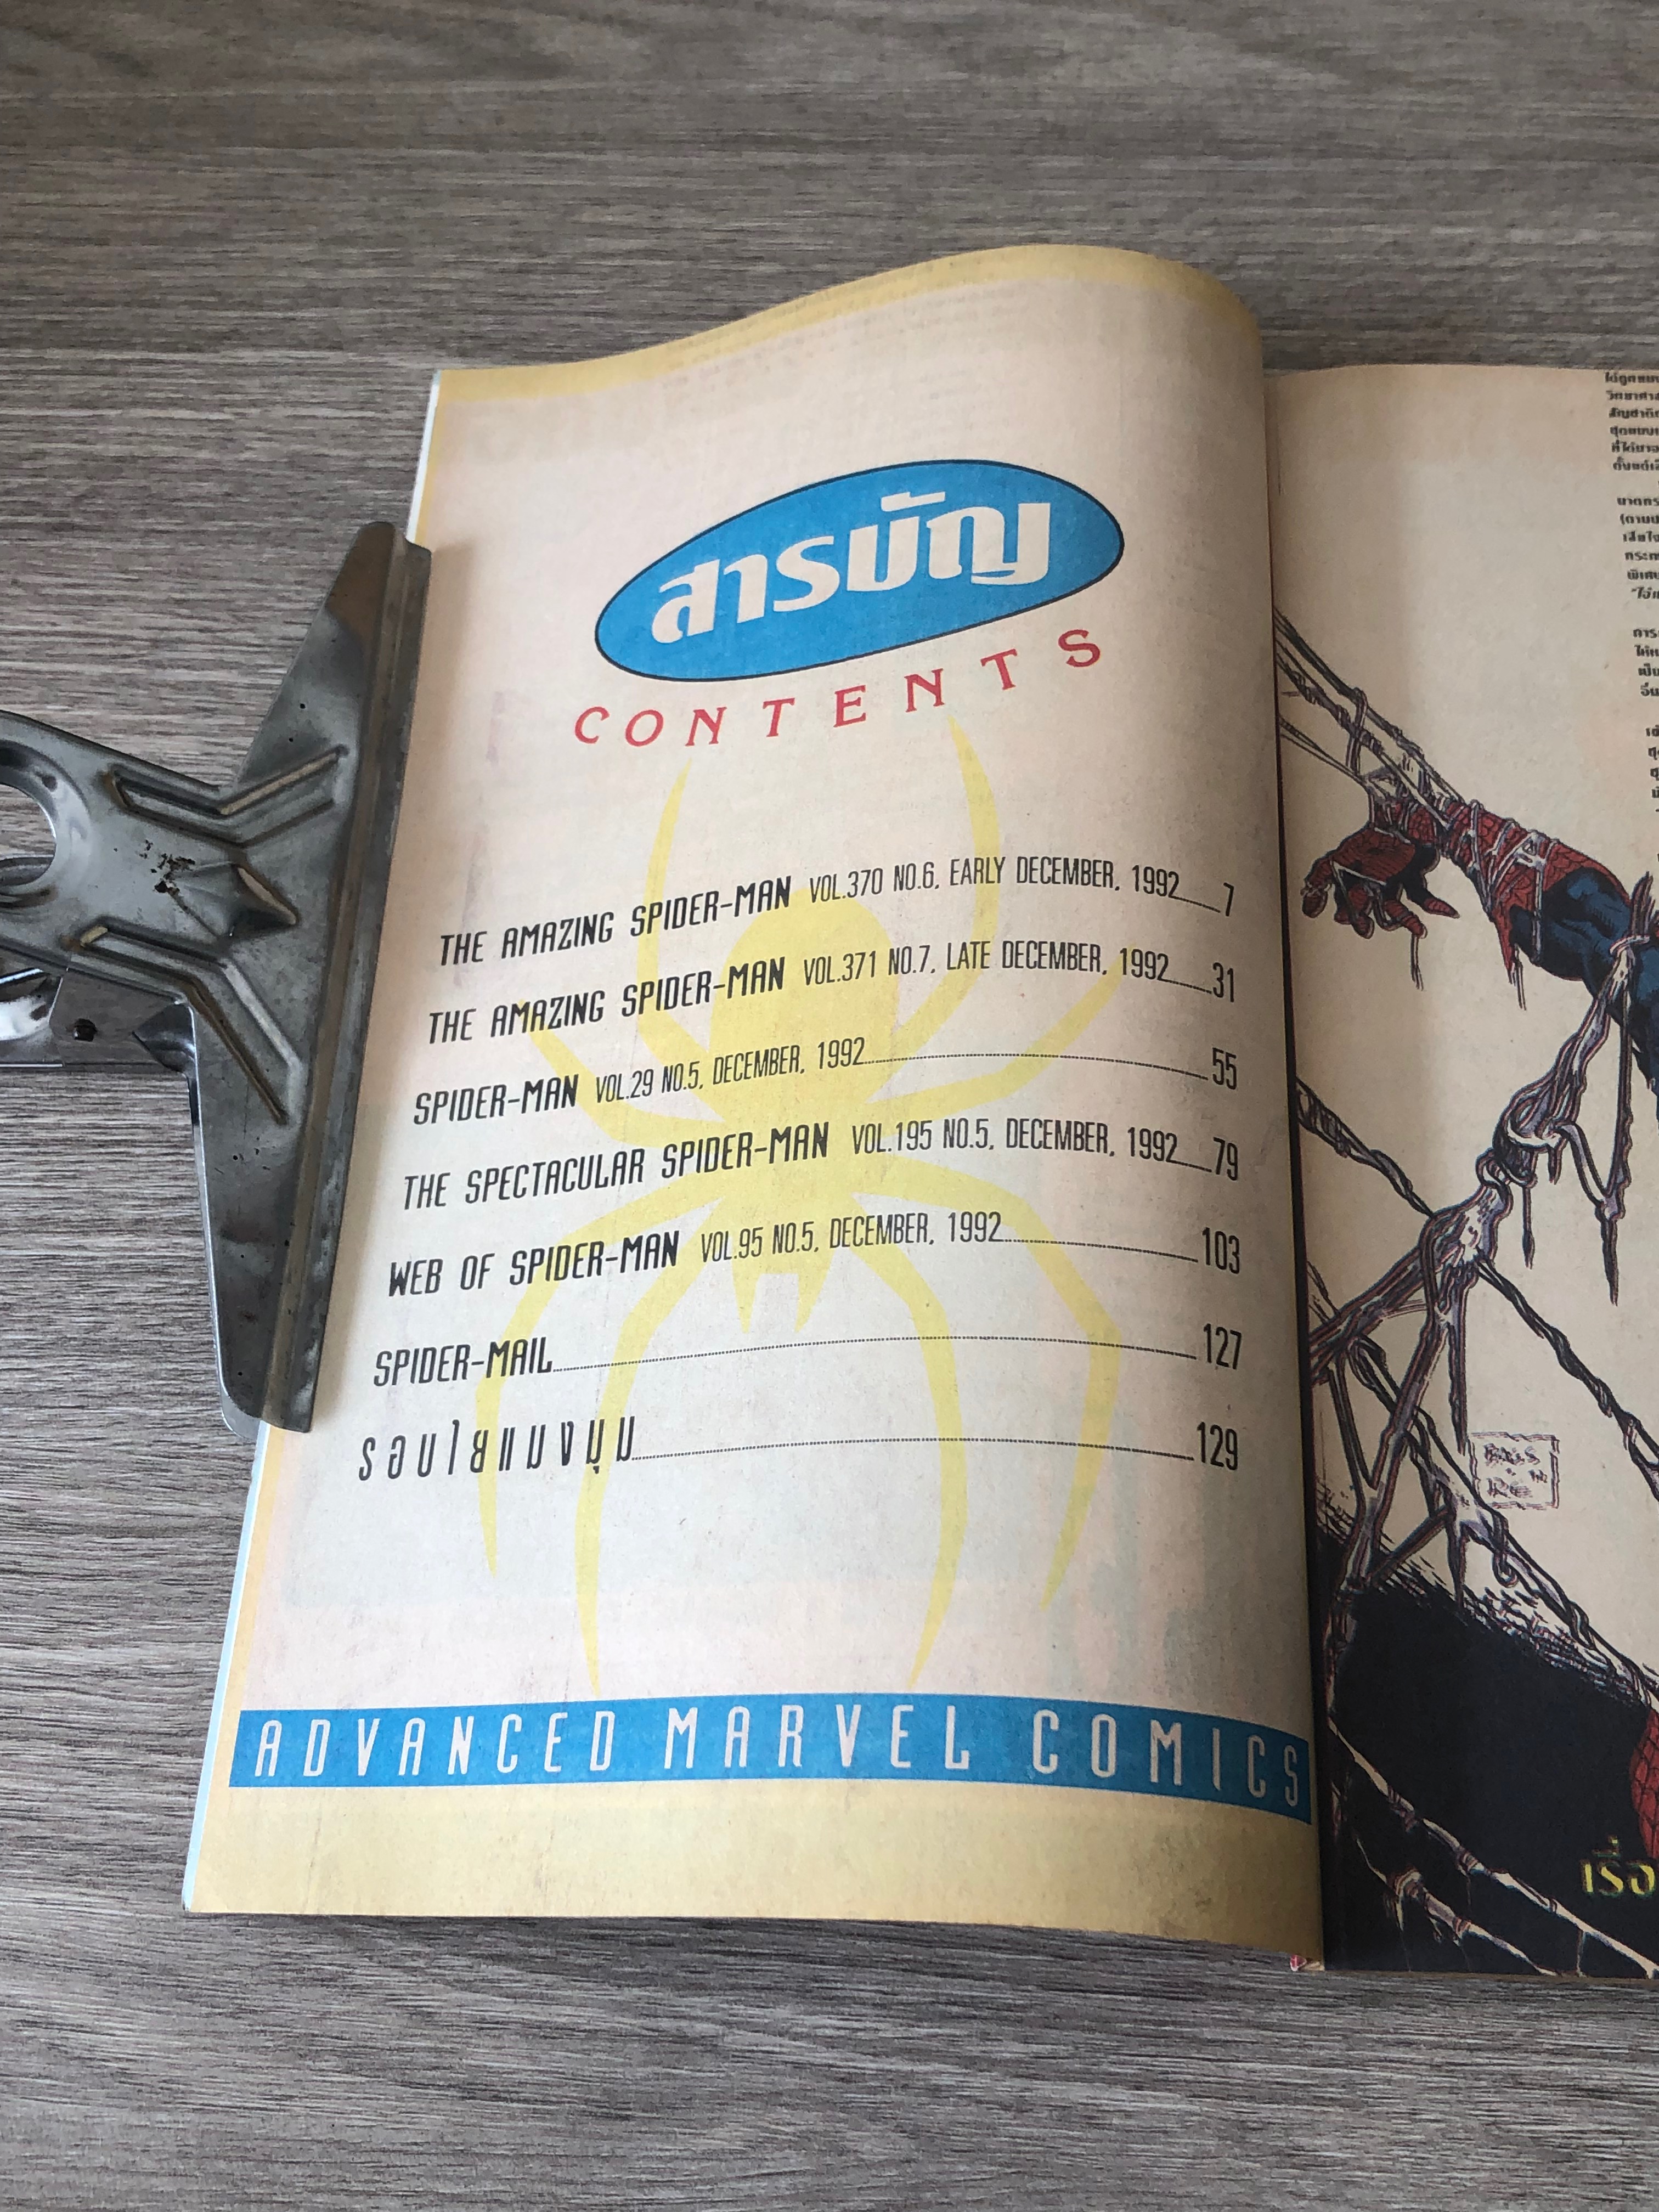 สารบัญ
CONTENTS
THE AMAZING SPIDER-MAN VOL.370 NO.6, EARLY DECEMBER, 1992 7
THE AMAZING SPIDER-MAN VOL.371 NO.7, LATE DECEMBER, 1992 31
SPIDER-MAN VOL.29 NO.5, DECEMBER, 1992 55
THE SPECTACULAR SPIDER-MAN VOL.195 NO.5, DECEMBER, 1992 79
WEB OF SPIDER-MAN VOL.95 NO.5, DECEMBER, 1992 103
SPIDER-MAIL 127
รอบใยแมงมุม 129
ADVANCED MARVEL COMICS